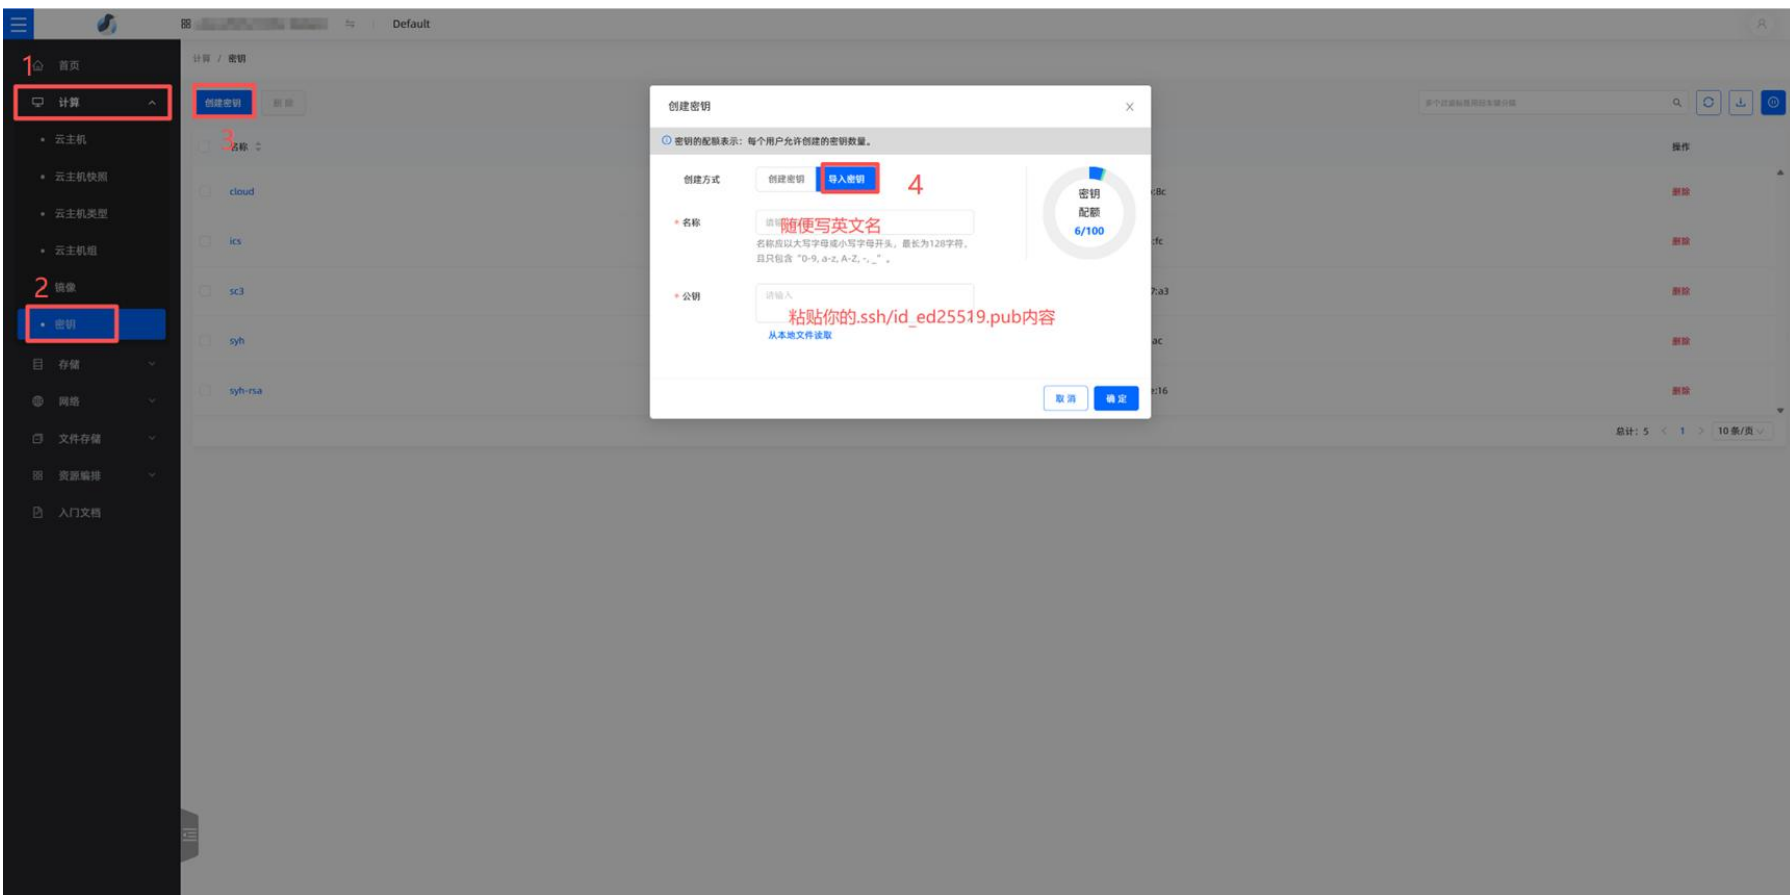 Default
1
首页
计算 / 密钥
计算
创建密钥
删除
3
名称
操作
云主机
云主机快照
云主机类型
云主机组
2
镜像
密钥
存储
网络
文件存储
资源编排
入门文档
cloud
:8c
删除
ics
:fc
删除
sc3
7:a3
删除
syh
ac
删除
syh-rsa
e:16
删除
总计: 5 < 1 > 10 条/页
创建密钥
密钥的配额表示: 每个用户允许创建的密钥数量。
创建方式
创建密钥
导入密钥
4
* 名称
随便写英文名
名称应以大写字母或小写字母开头，最长为128字符，
且只包含 “0-9, a-z, A-Z, -, _” 。
* 公钥
请输入
粘贴你的.ssh/id_ed25519.pub内容
从本地文件读取
密钥
配额
6/100
取消
确定